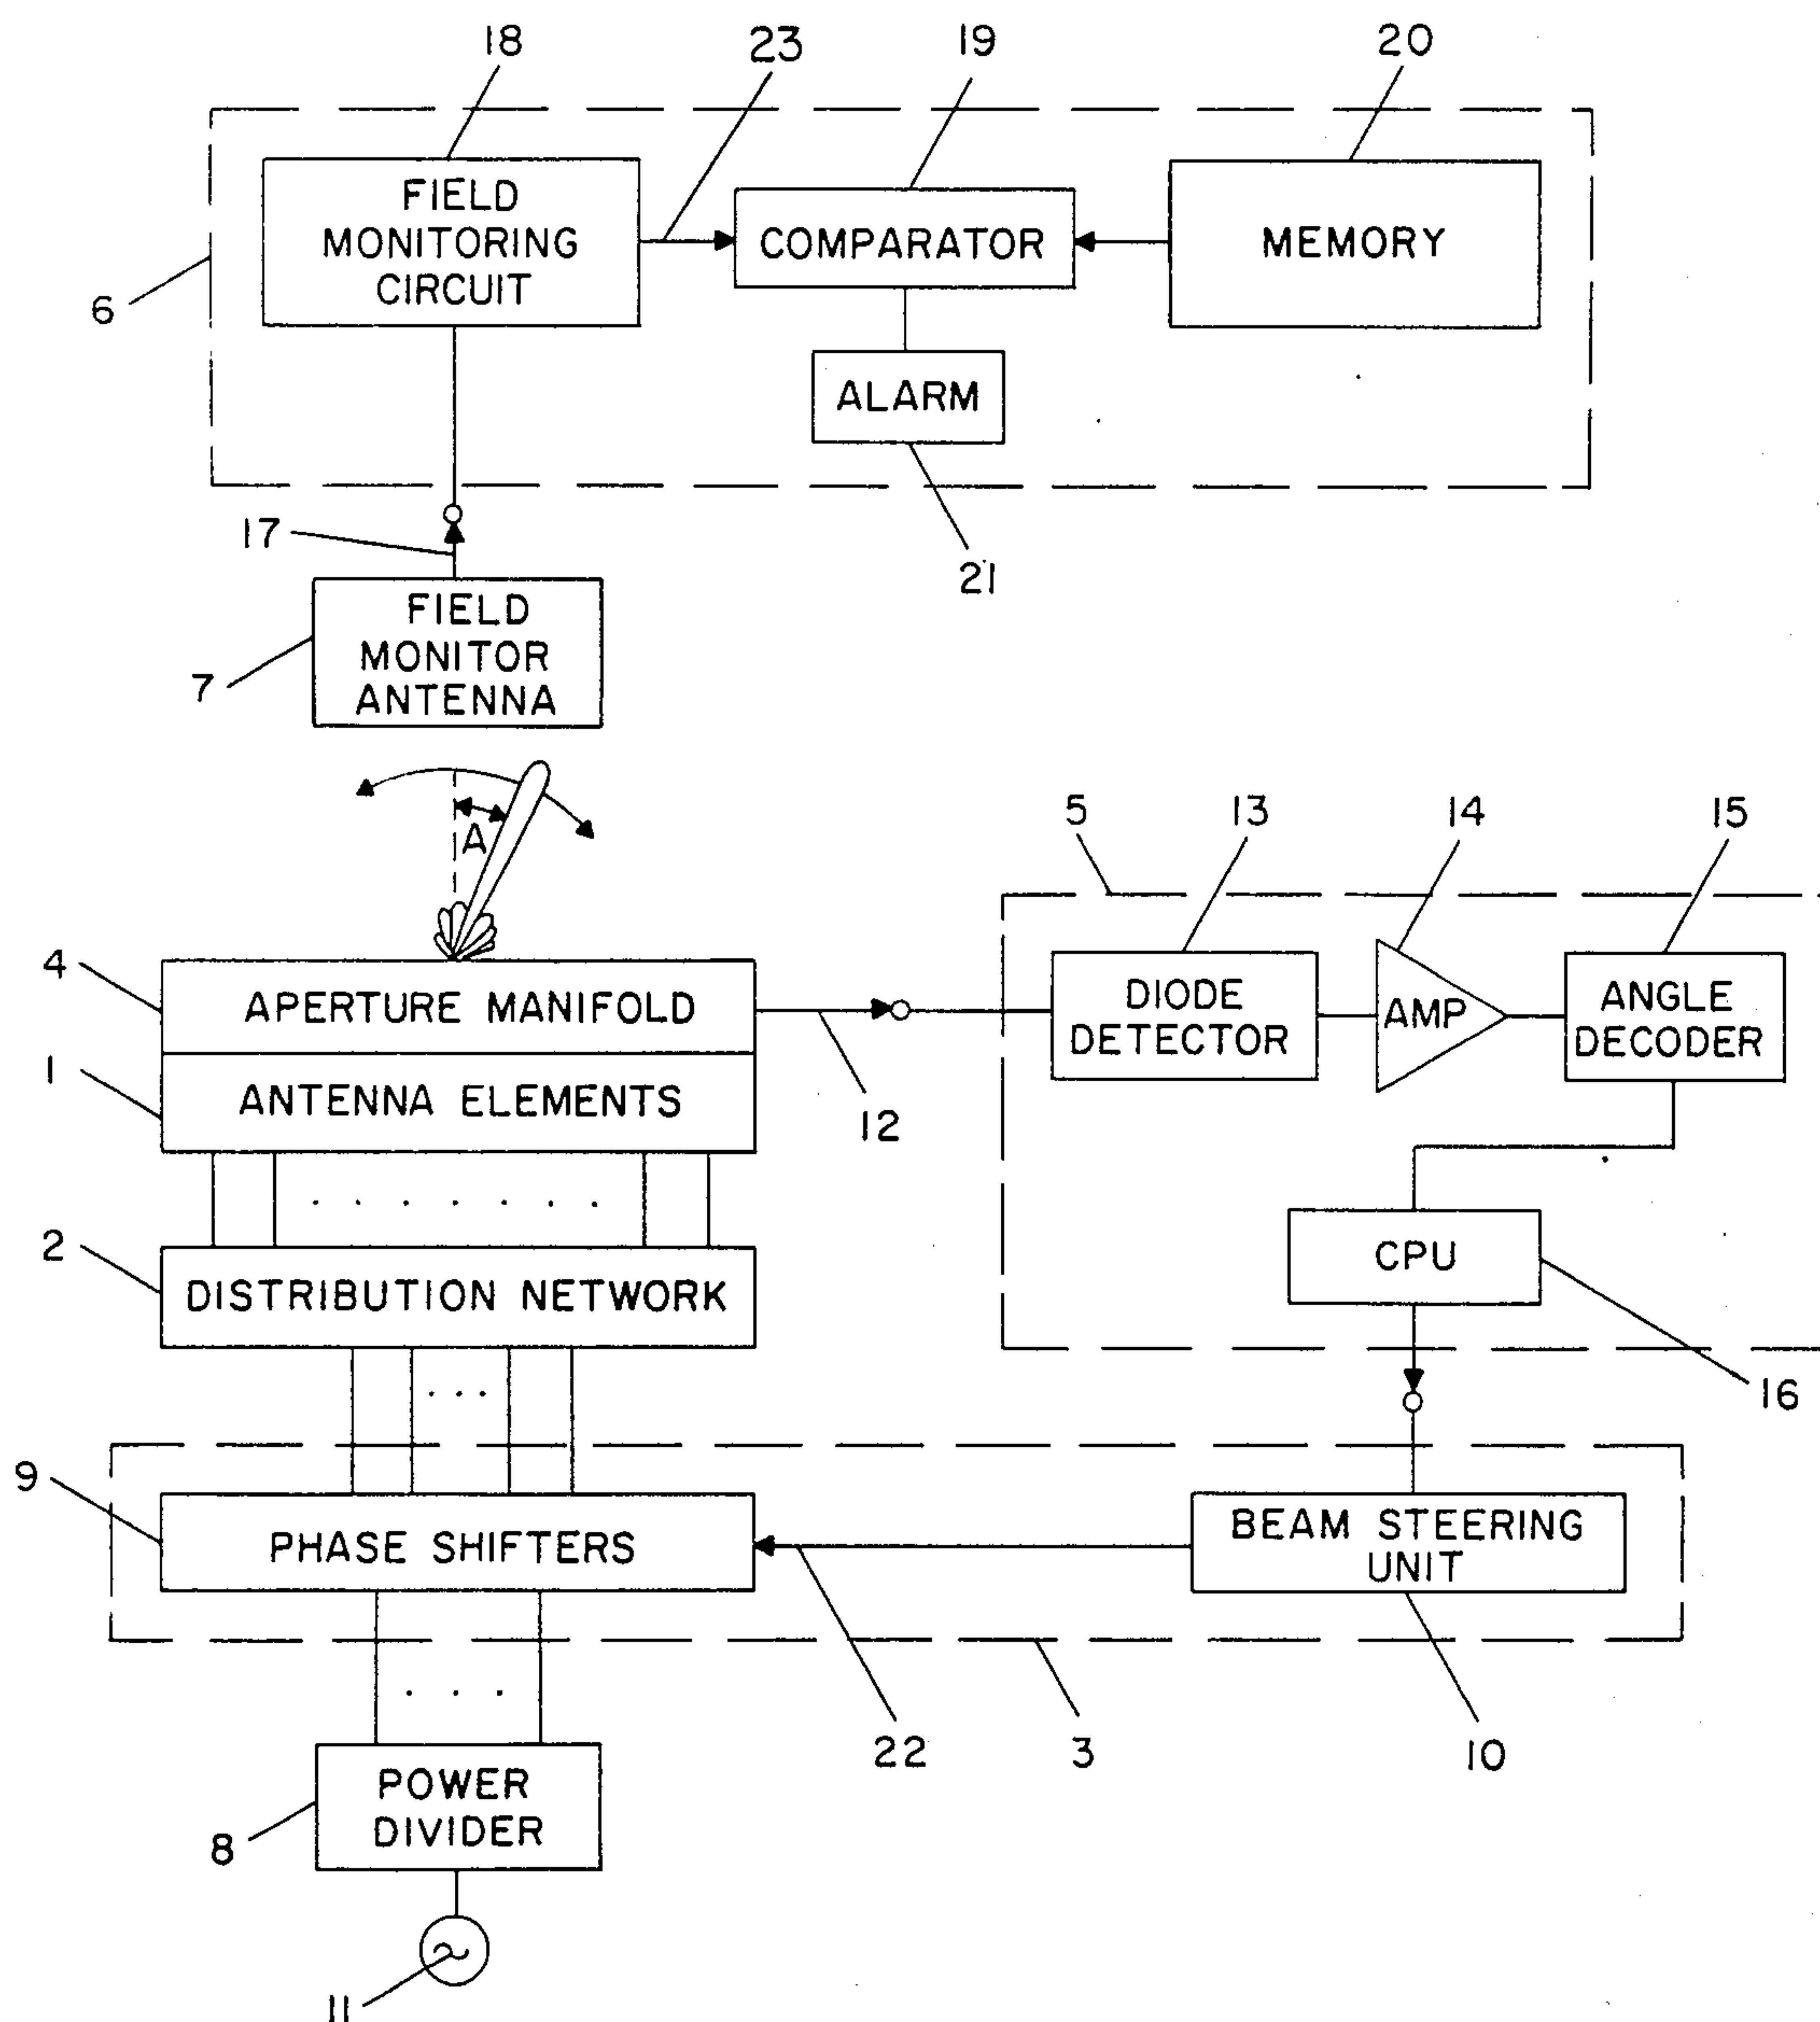 18
23
19
20
FIELD
MONITORING
CIRCUIT
COMPARATOR
MEMORY
6
ALARM
17
21
FIELD
MONITOR
ANTENNA
7
A
5
13
14
15
4
APERTURE MANIFOLD
DIODE
DETECTOR
AMP
ANGLE
DECODER
1
ANTENNA ELEMENTS
12
2
DISTRIBUTION NETWORK
CPU
16
9
PHASE SHIFTERS
BEAM STEERING
UNIT
22
3
10
POWER
DIVIDER
8
11